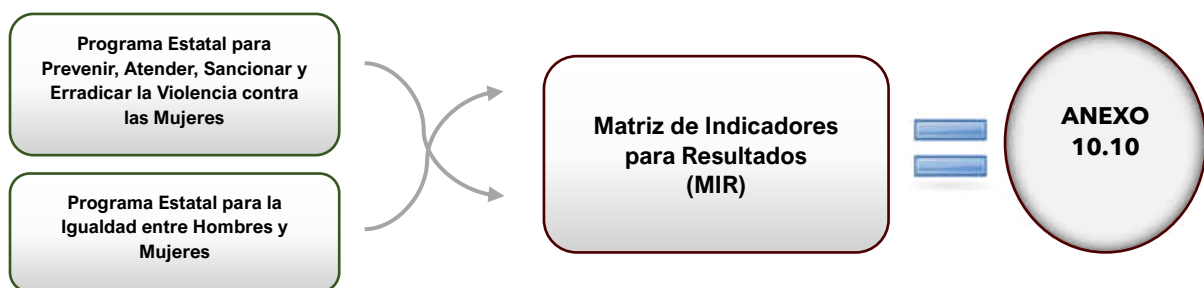 Programa Estatal para
Prevenir, Atender, Sancionar y
Erradicar la Violencia contra
las Mujeres
Programa Estatal para la
Igualdad entre Hombres y
Mujeres
Matriz de Indicadores
para Resultados
(MIR)
ANEXO
10.10